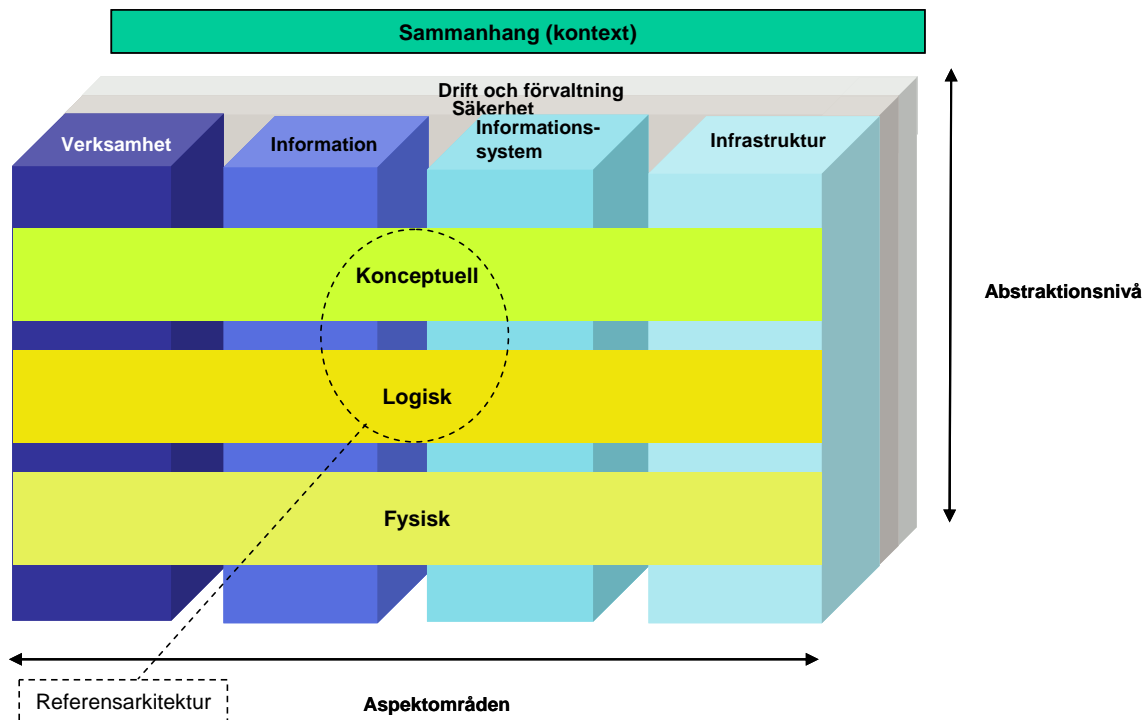 Sammanhang (kontext)
Drift och förvaltning
Säkerhet
Verksamhet
Information
Informations-
system
Infrastruktur
Konceptuell
Abstraktionsnivå
Logisk
Fysisk
Referensarkitektur
Aspektområden